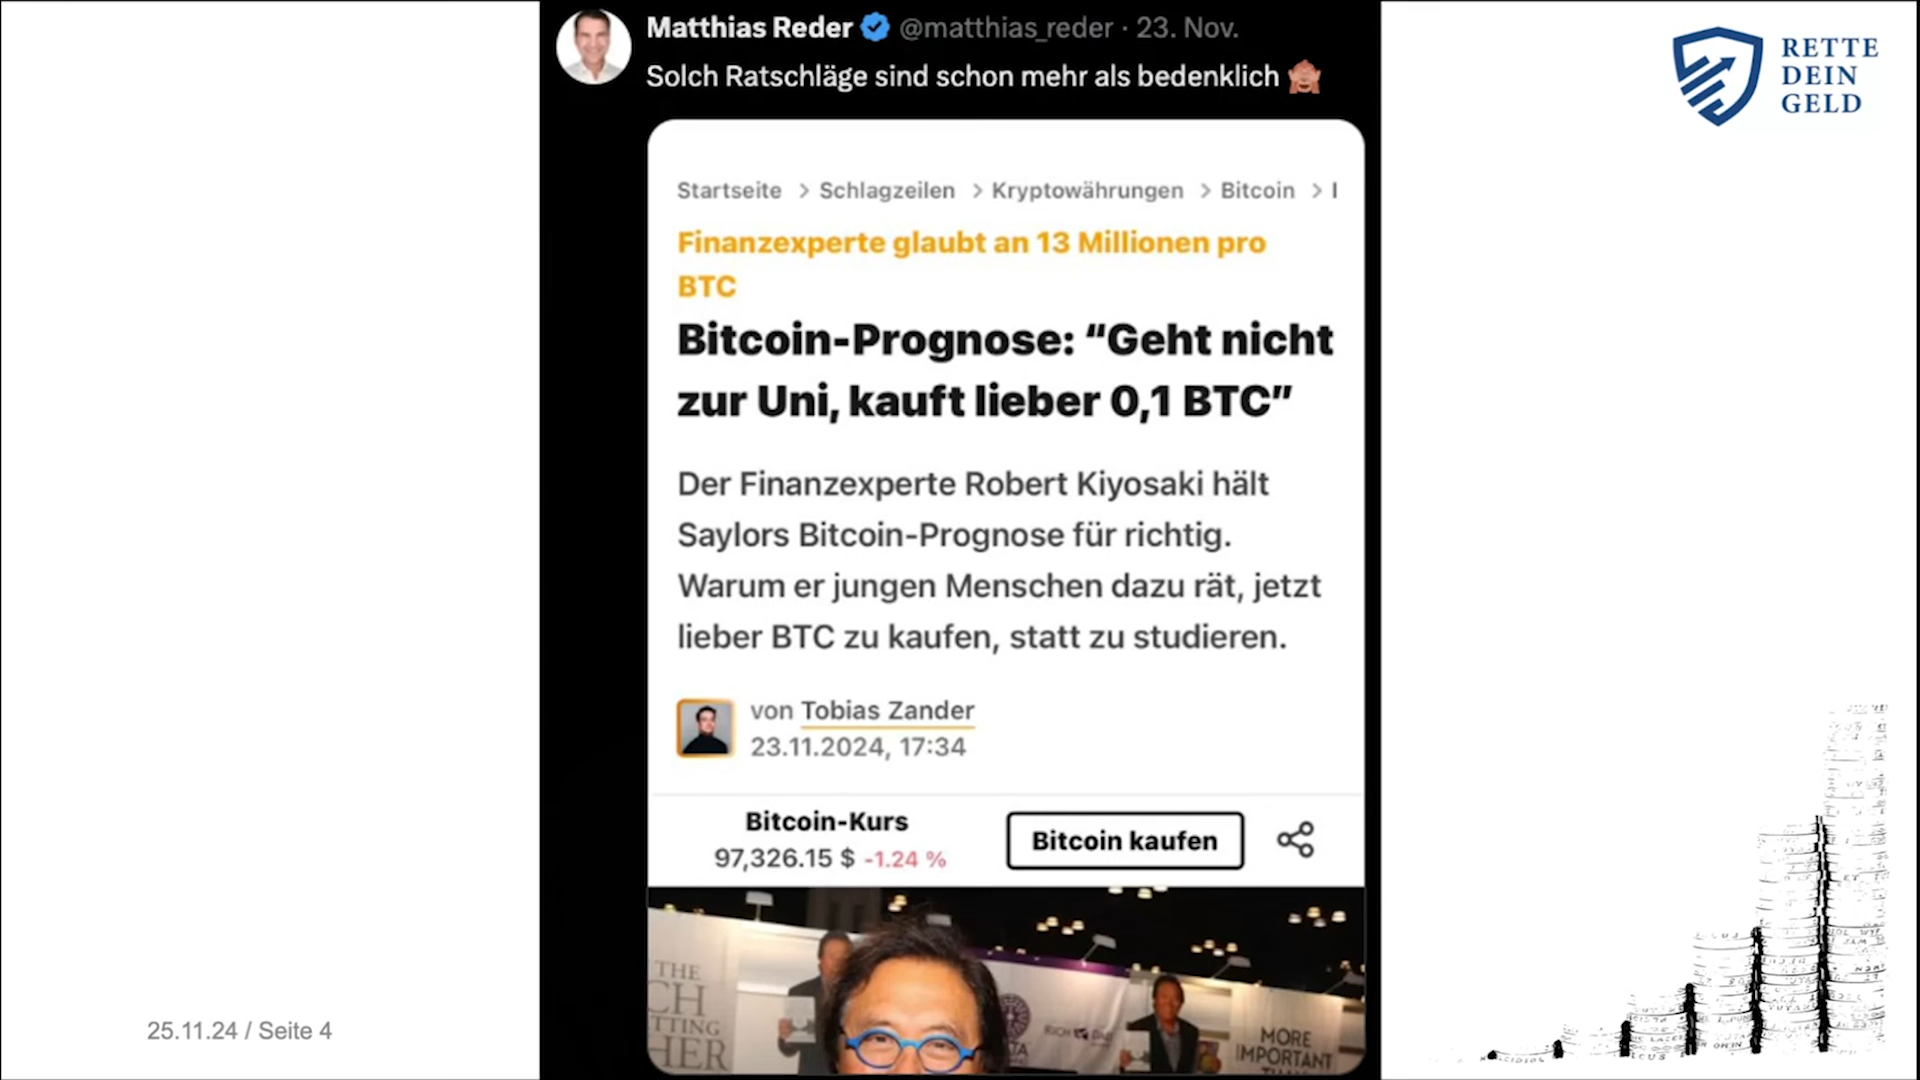 Matthias Reder @matthias_reder · 23. Nov.
Solch Ratschläge sind schon mehr als bedenklich
RETTE
DEIN
GELD
Startseite > Schlagzeilen > Kryptowährungen > Bitcoin >
Finanzexperte glaubt an 13 Millionen pro
BTC
Bitcoin-Prognose: “Geht nicht
zur Uni, kauft lieber 0,1 BTC”
Der Finanzexperte Robert Kiyosaki hält
Saylors Bitcoin-Prognose für richtig.
Warum er jungen Menschen dazu rät, jetzt
lieber BTC zu kaufen, statt zu studieren.
von Tobias Zander
23.11.2024, 17:34
Bitcoin-Kurs
97,326.15 $ -1.24 %
Bitcoin kaufen
THE
MORE
IMPORTANT
25.11.24 / Seite 4